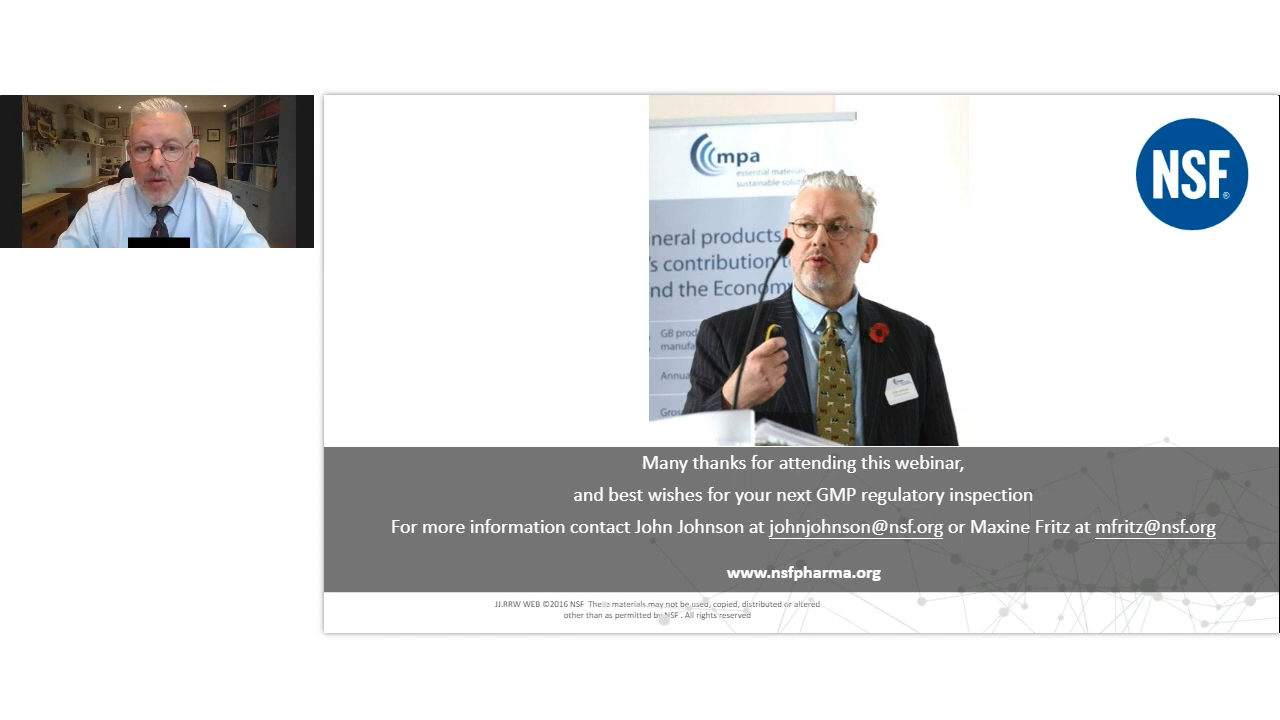 mpa
essential materials
sustainable solu
NSF®
neral products
's contribution t
nd the Econom
GB prod
manufa
Annua
Gros
mpa
Many thanks for attending this webinar,
and best wishes for your next GMP regulatory inspection
For more information contact John Johnson at johnjohnson@nsf.org or Maxine Fritz at mfritz@nsf.org
www.nsfpharma.org
JJ.RRW WEB ©2016 NSF These materials may not be used, copied, distributed or altered
other than as permitted by NSF . All rights reserved